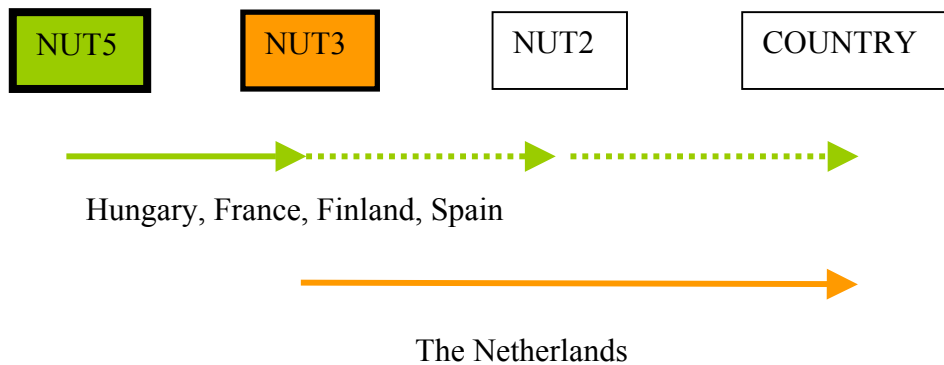 NUT5 NUT3 NUT2 COUNTRY
Hungary, France, Finland, Spain
The Netherlands